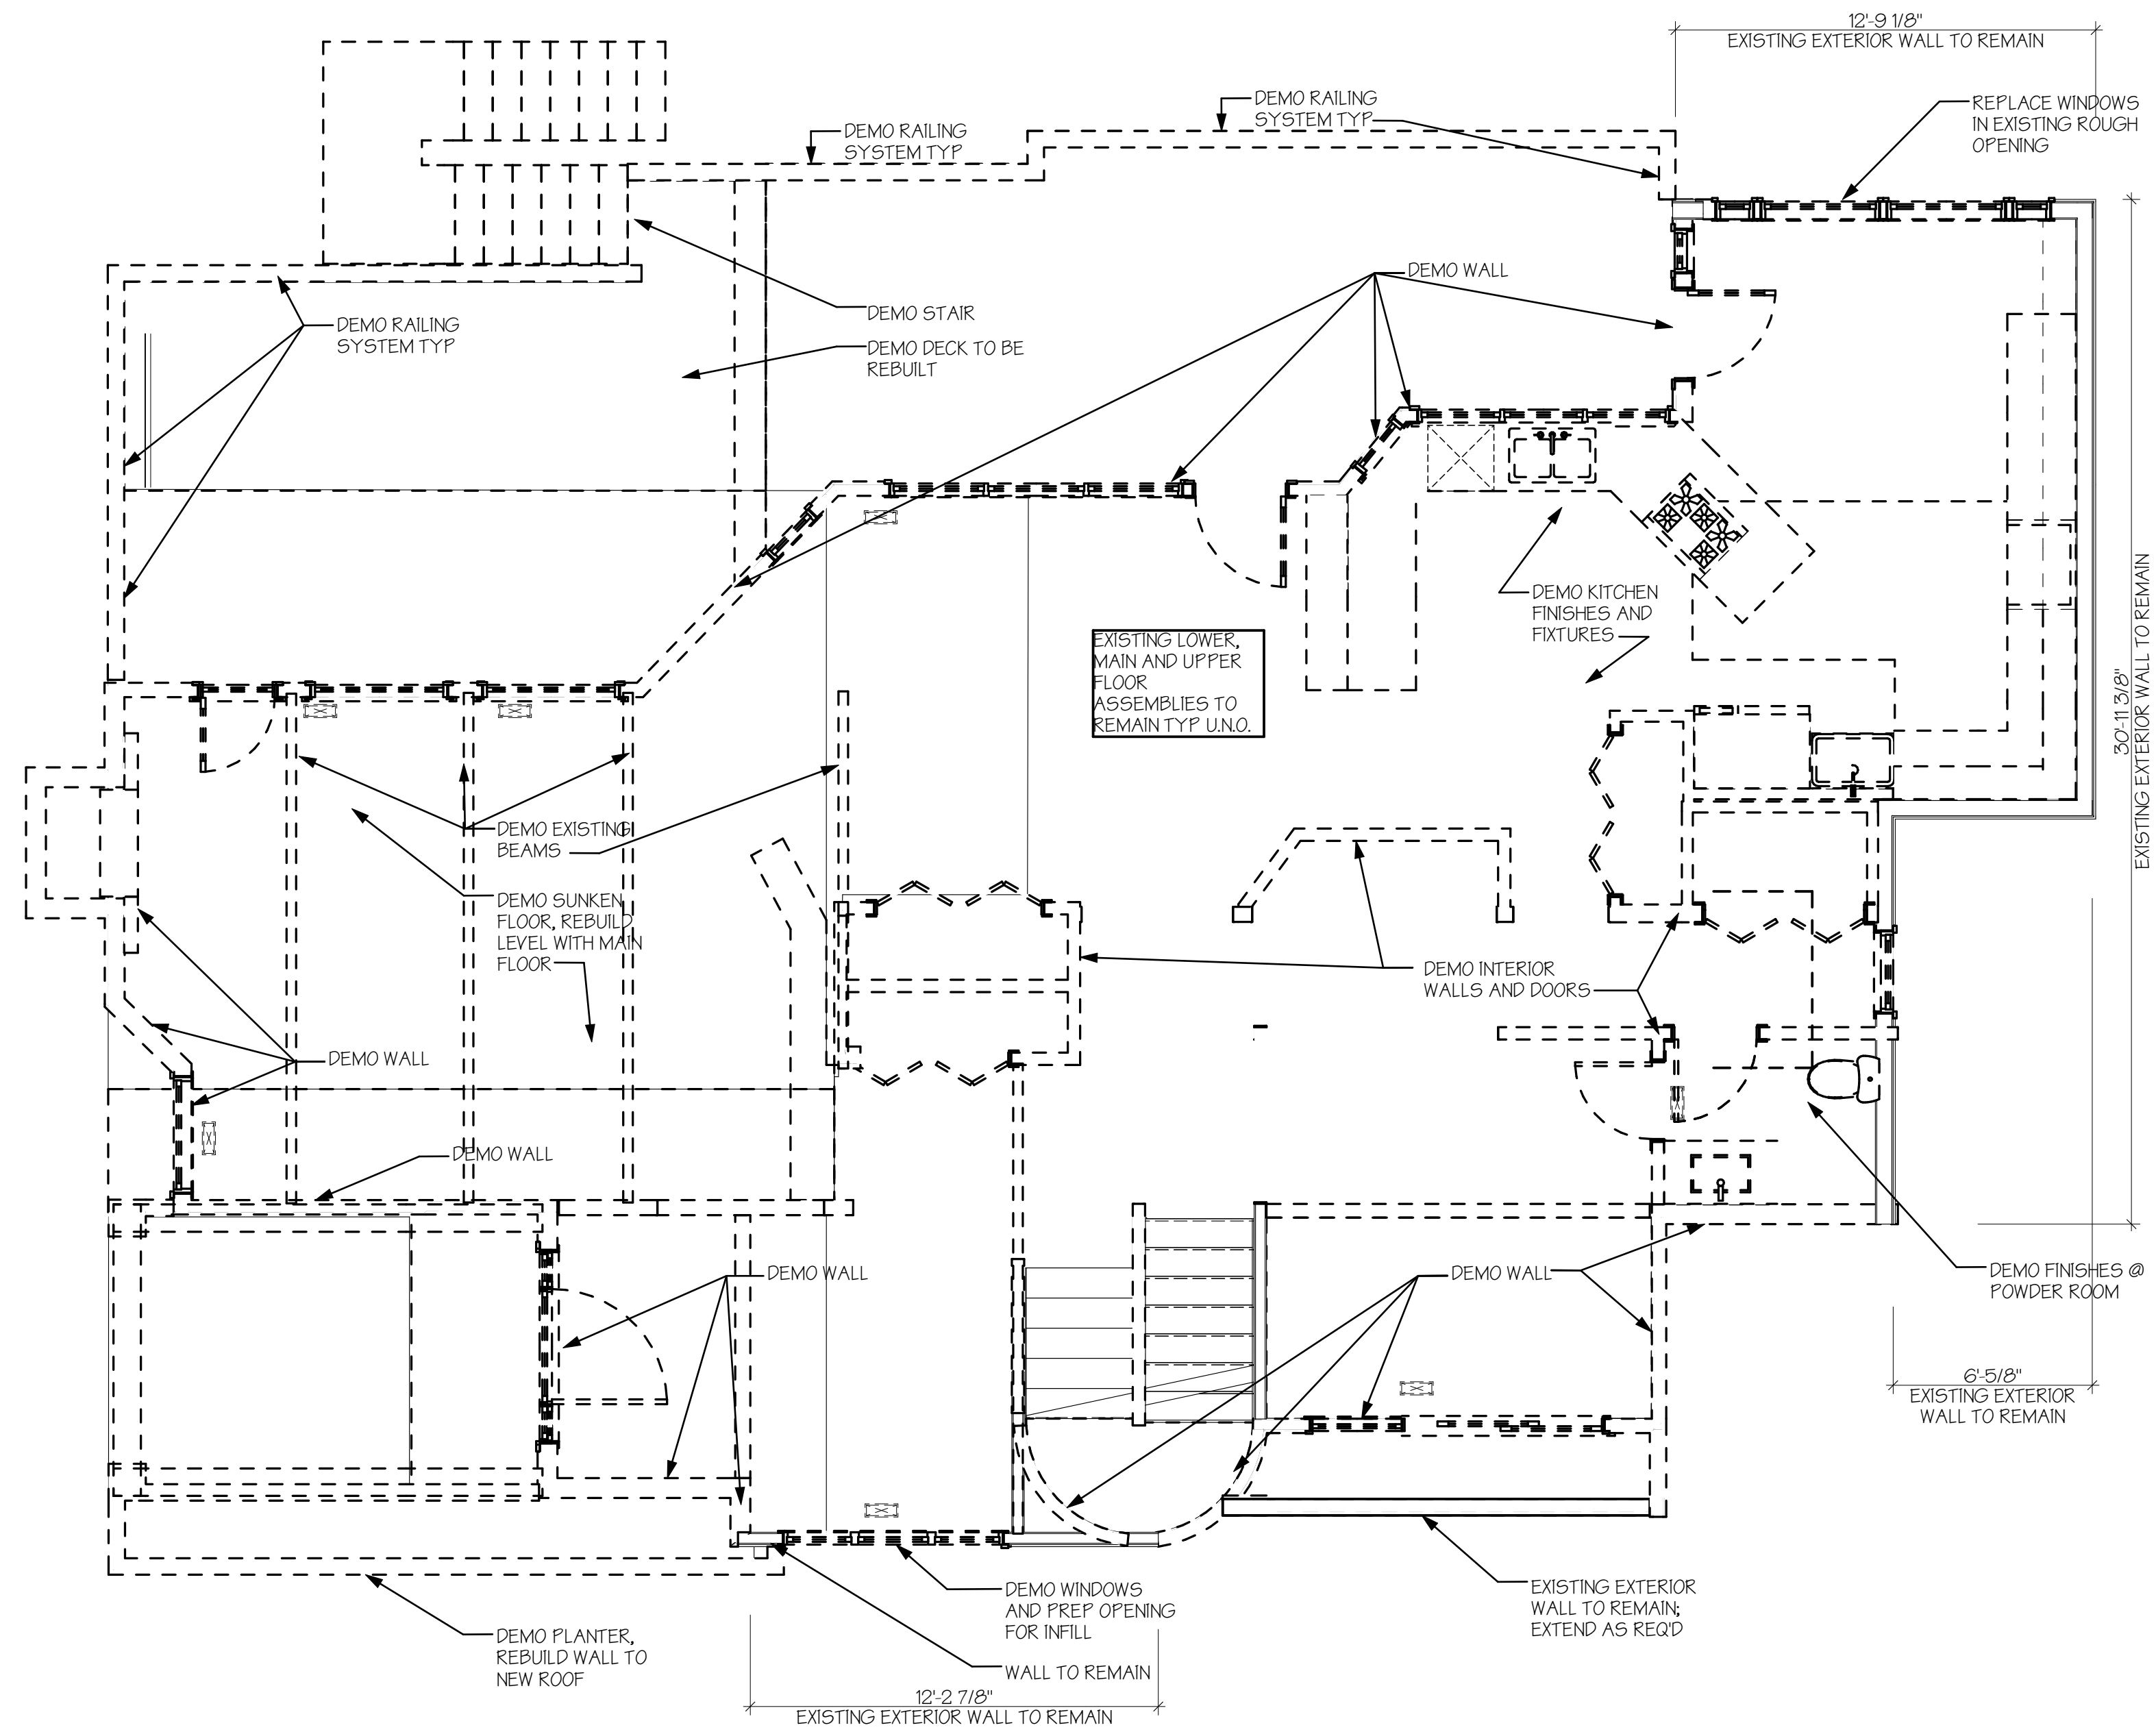 12'-9 1/8"
EXISTING EXTERIOR WALL TO REMAIN
DEMO RAILING
SYSTEM TYP
REPLACE WINDOWS
IN EXISTING ROUGH
OPENING
DEMO RAILING
SYSTEM TYP
DEMO WALL
DEMO STAIR
DEMO RAILING
SYSTEM TYP
DEMO DECK TO BE
REBUILT
DEMO KITCHEN
FINISHES AND
FIXTURES
EXISTING LOWER,
MAIN AND UPPER
FLOOR
ASSEMBLIES TO
REMAIN TYP U.N.O.
30'-11 3/8"
EXISTING EXTERIOR WALL TO REMAIN
DEMO EXISTING
BEAMS
DEMO SUNKEN
FLOOR, REBUILD
LEVEL WITH MAIN
FLOOR
DEMO INTERIOR
WALLS AND DOORS
DEMO WALL
DEMO WALL
DEMO WALL
DEMO WALL
DEMO FINISHES @
POWDER ROOM
6'-5/8"
EXISTING EXTERIOR
WALL TO REMAIN
DEMO WINDOWS
AND PREP OPENING
FOR INFILL
EXISTING EXTERIOR
WALL TO REMAIN;
EXTEND AS REQ'D
DEMO PLANTER,
REBUILD WALL TO
NEW ROOF
WALL TO REMAIN
12'-2 7/8"
EXISTING EXTERIOR WALL TO REMAIN